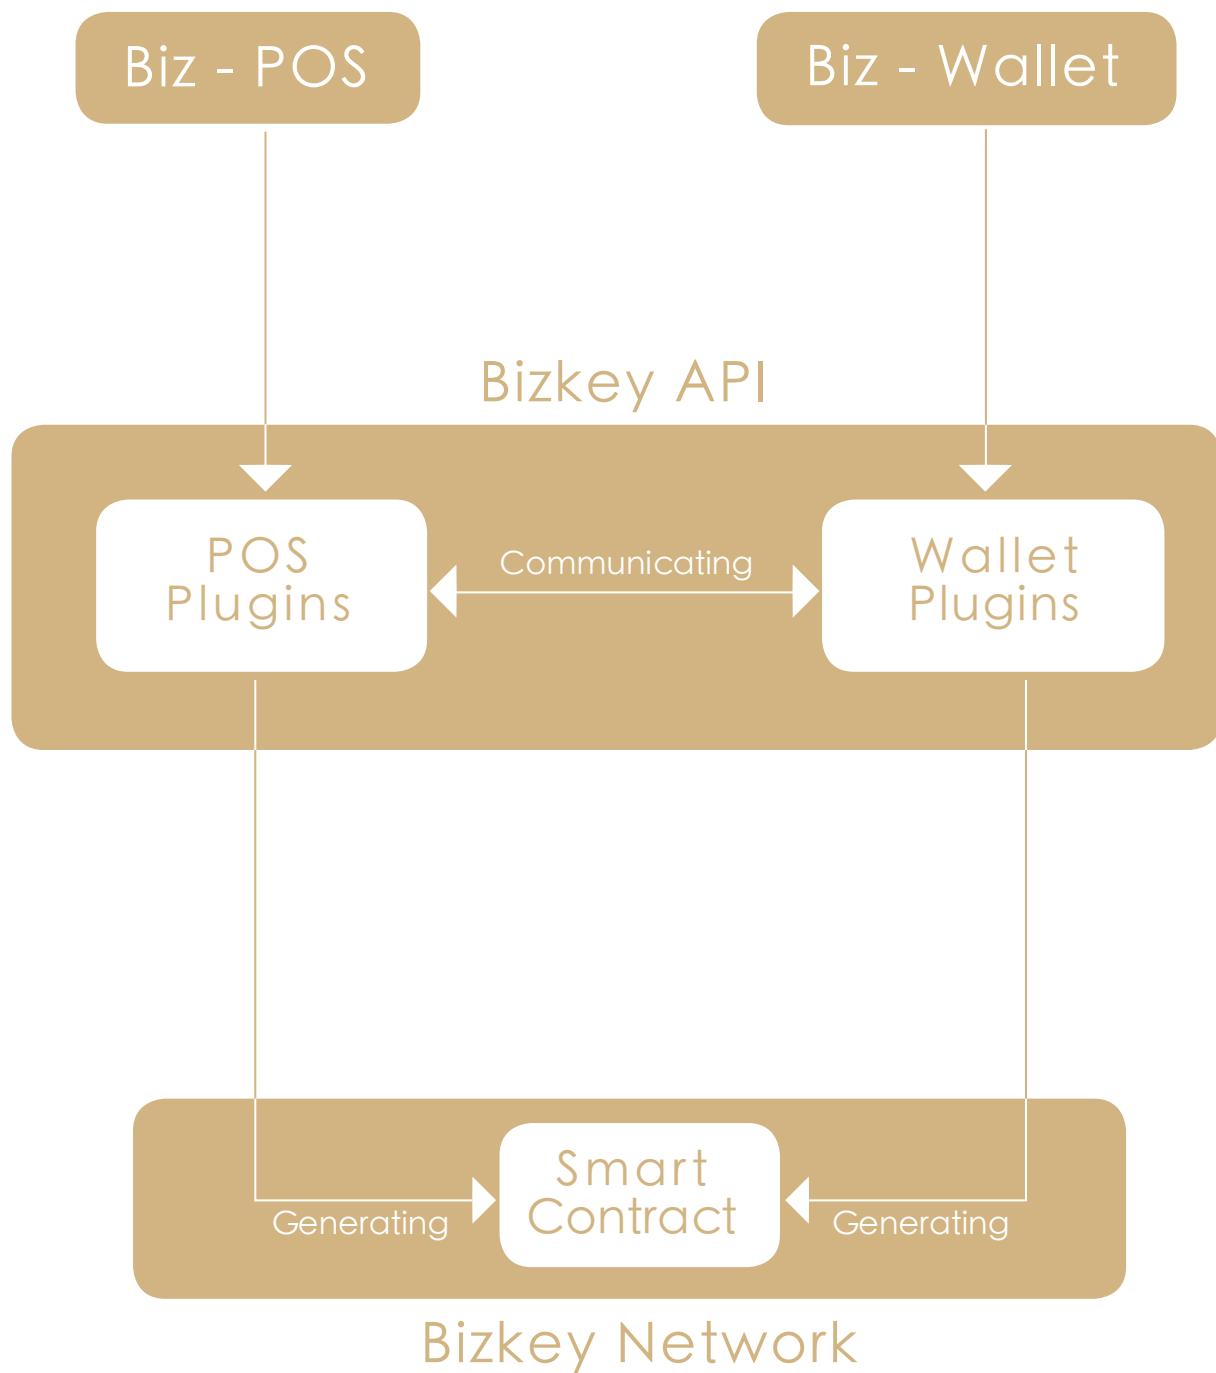 Biz - POS
Biz - Wallet
Bizkey API
POS
Plugins
Communicating
Wallet
Plugins
Smart
Contract
Generating
Generating
Bizkey Network